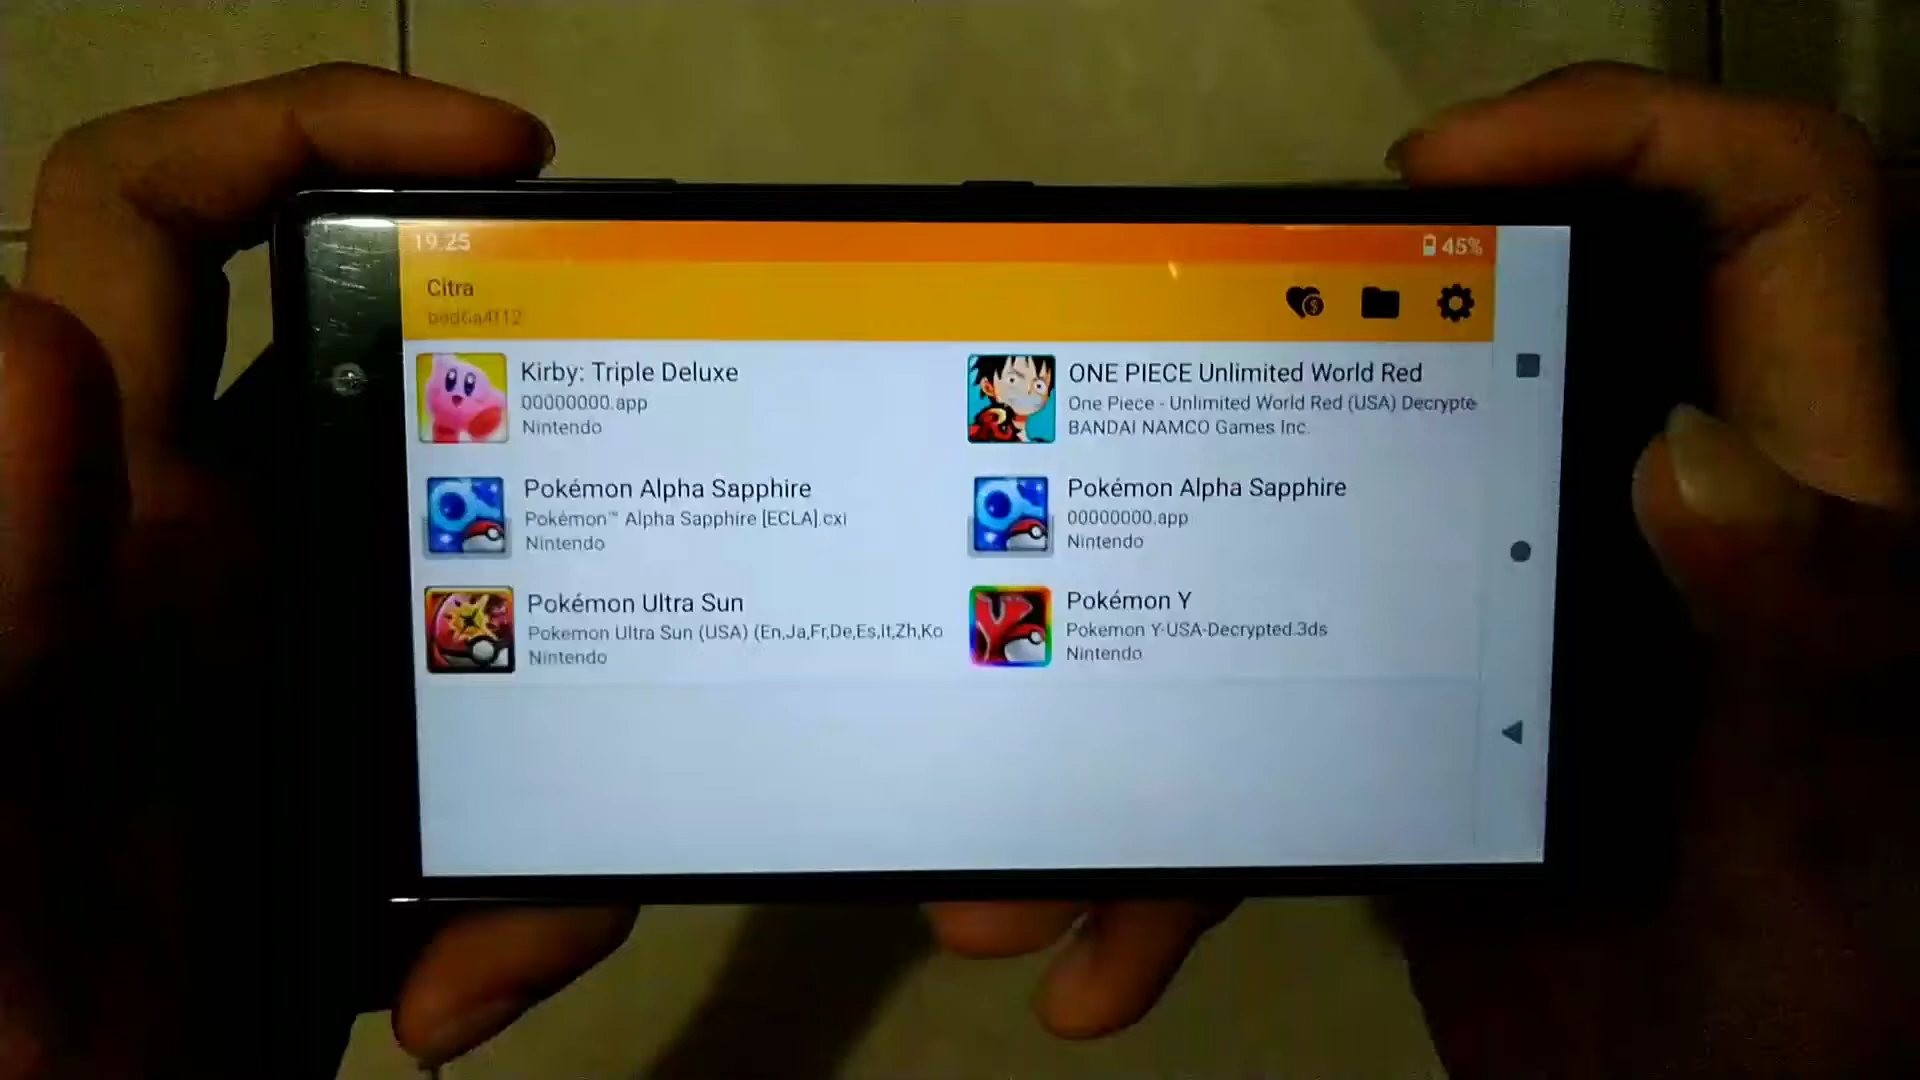 19.25
45%
Citra
bod6a4f12
Kirby: Triple Deluxe
00000000.app
Nintendo
ONE PIECE Unlimited World Red
One Piece - Unlimited World Red (USA) Decrypte
BANDAI NAMCO Games Inc.
Pokémon Alpha Sapphire
Pokémon™ Alpha Sapphire [ECLA].cxi
Nintendo
Pokémon Alpha Sapphire
00000000.app
Nintendo
Pokémon Ultra Sun
Pokemon Ultra Sun (USA) (En,Ja,Fr,De,Es,It,Zh,Ko
Nintendo
Pokémon Y
Pokemon Y-USA-Decrypted.3ds
Nintendo